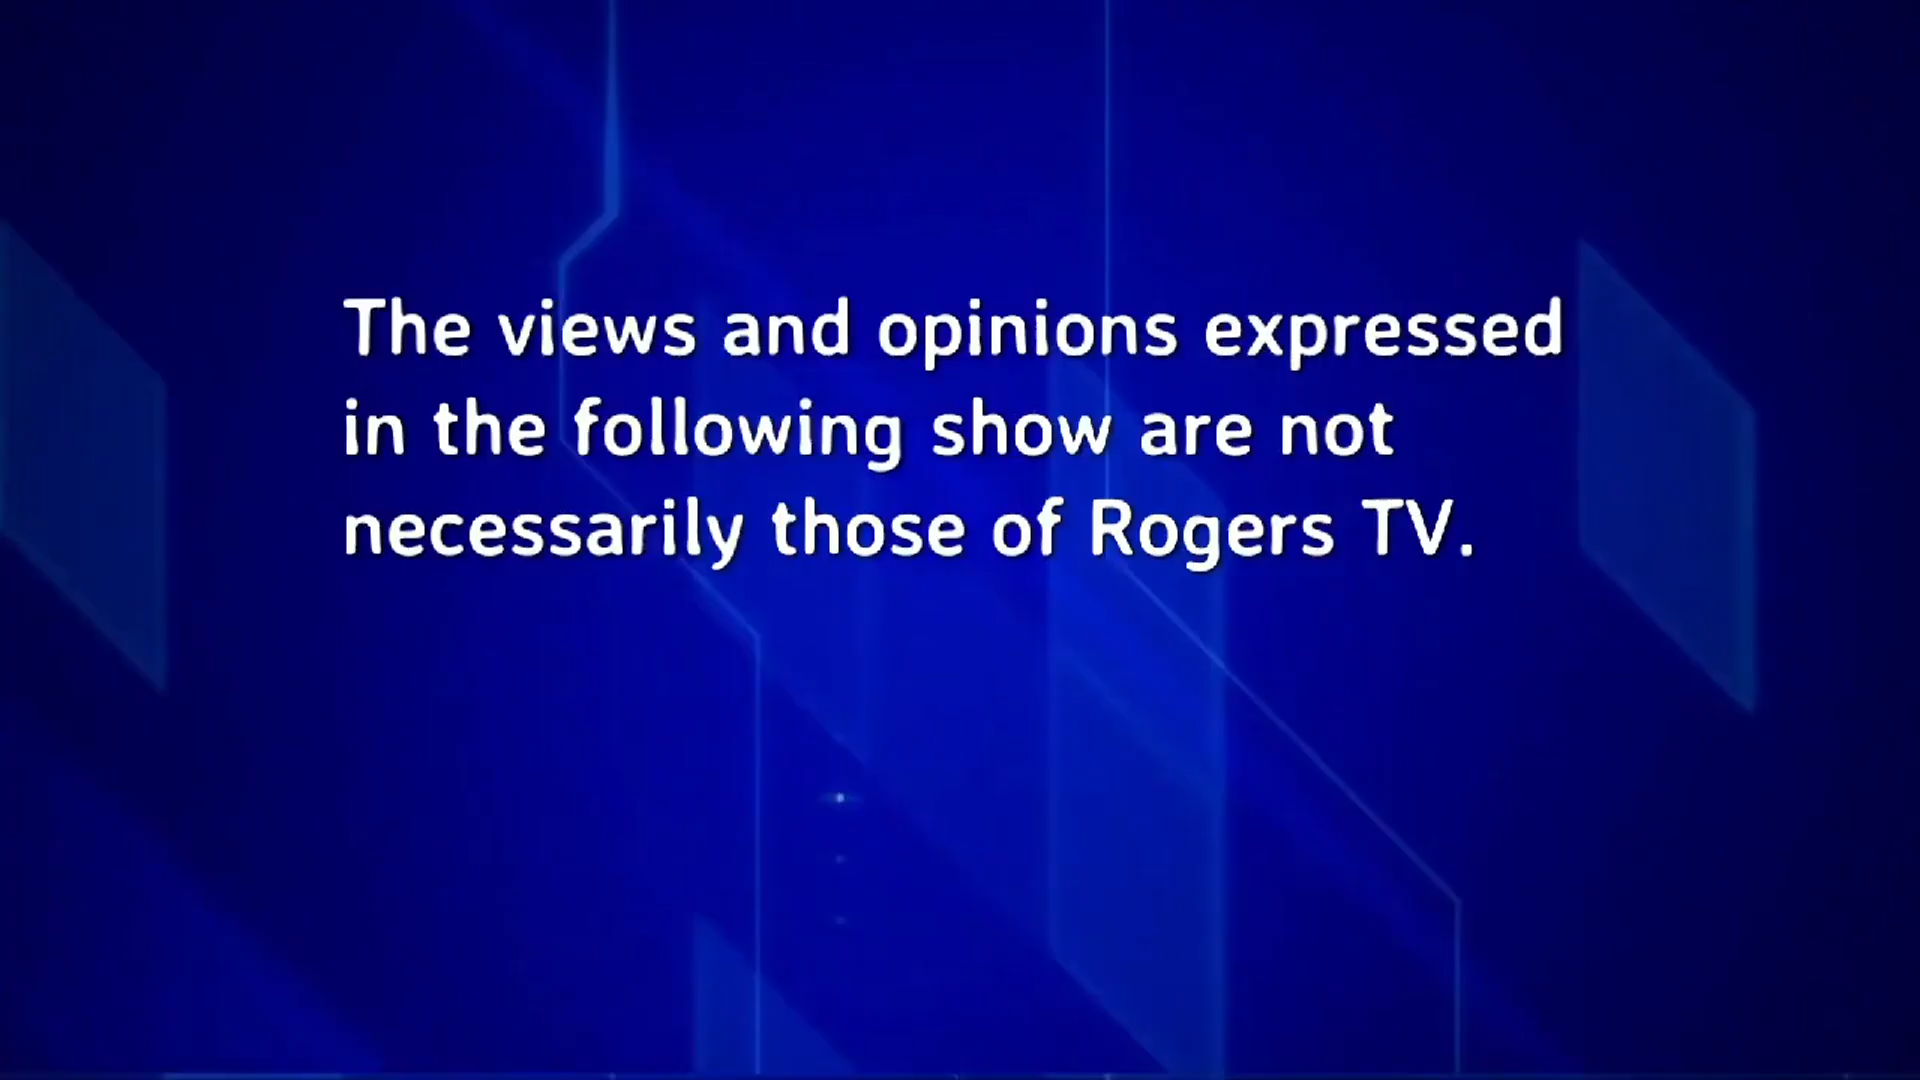 The views and opinions expressed
in the following show are not
necessarily those of Rogers TV.